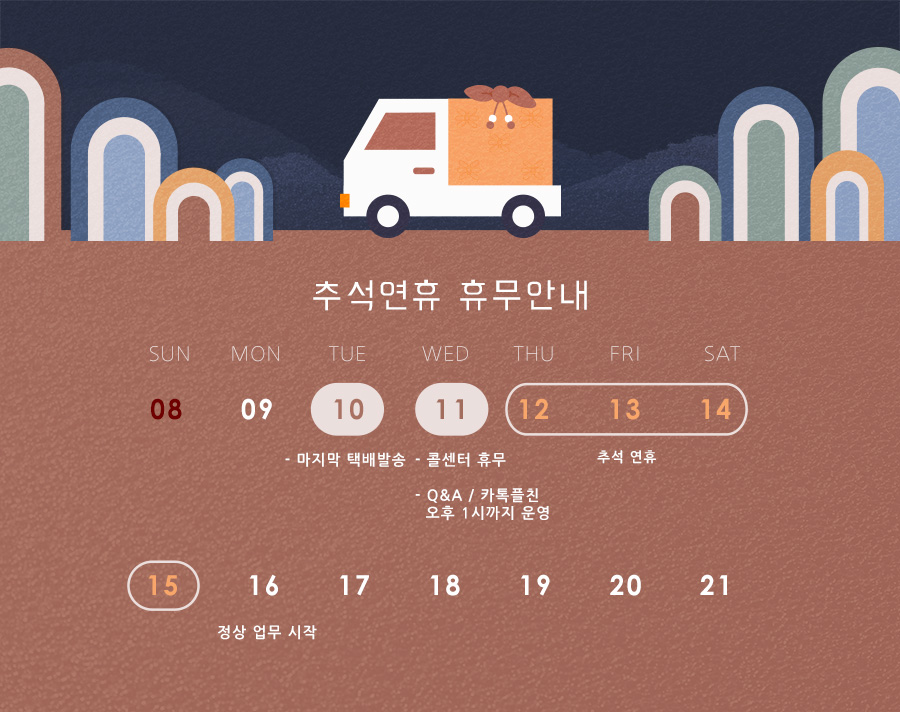 추석연휴 휴무안내
SUN MON TUE WED THU FRI SAT
08 09 10 11 12 13 14
- 마지막 택배발송 - 콜센터 휴무 추석 연휴
- Q&A / 카톡플친
오후 1시까지 운영
15 16 17 18 19 20 21
정상 업무 시작